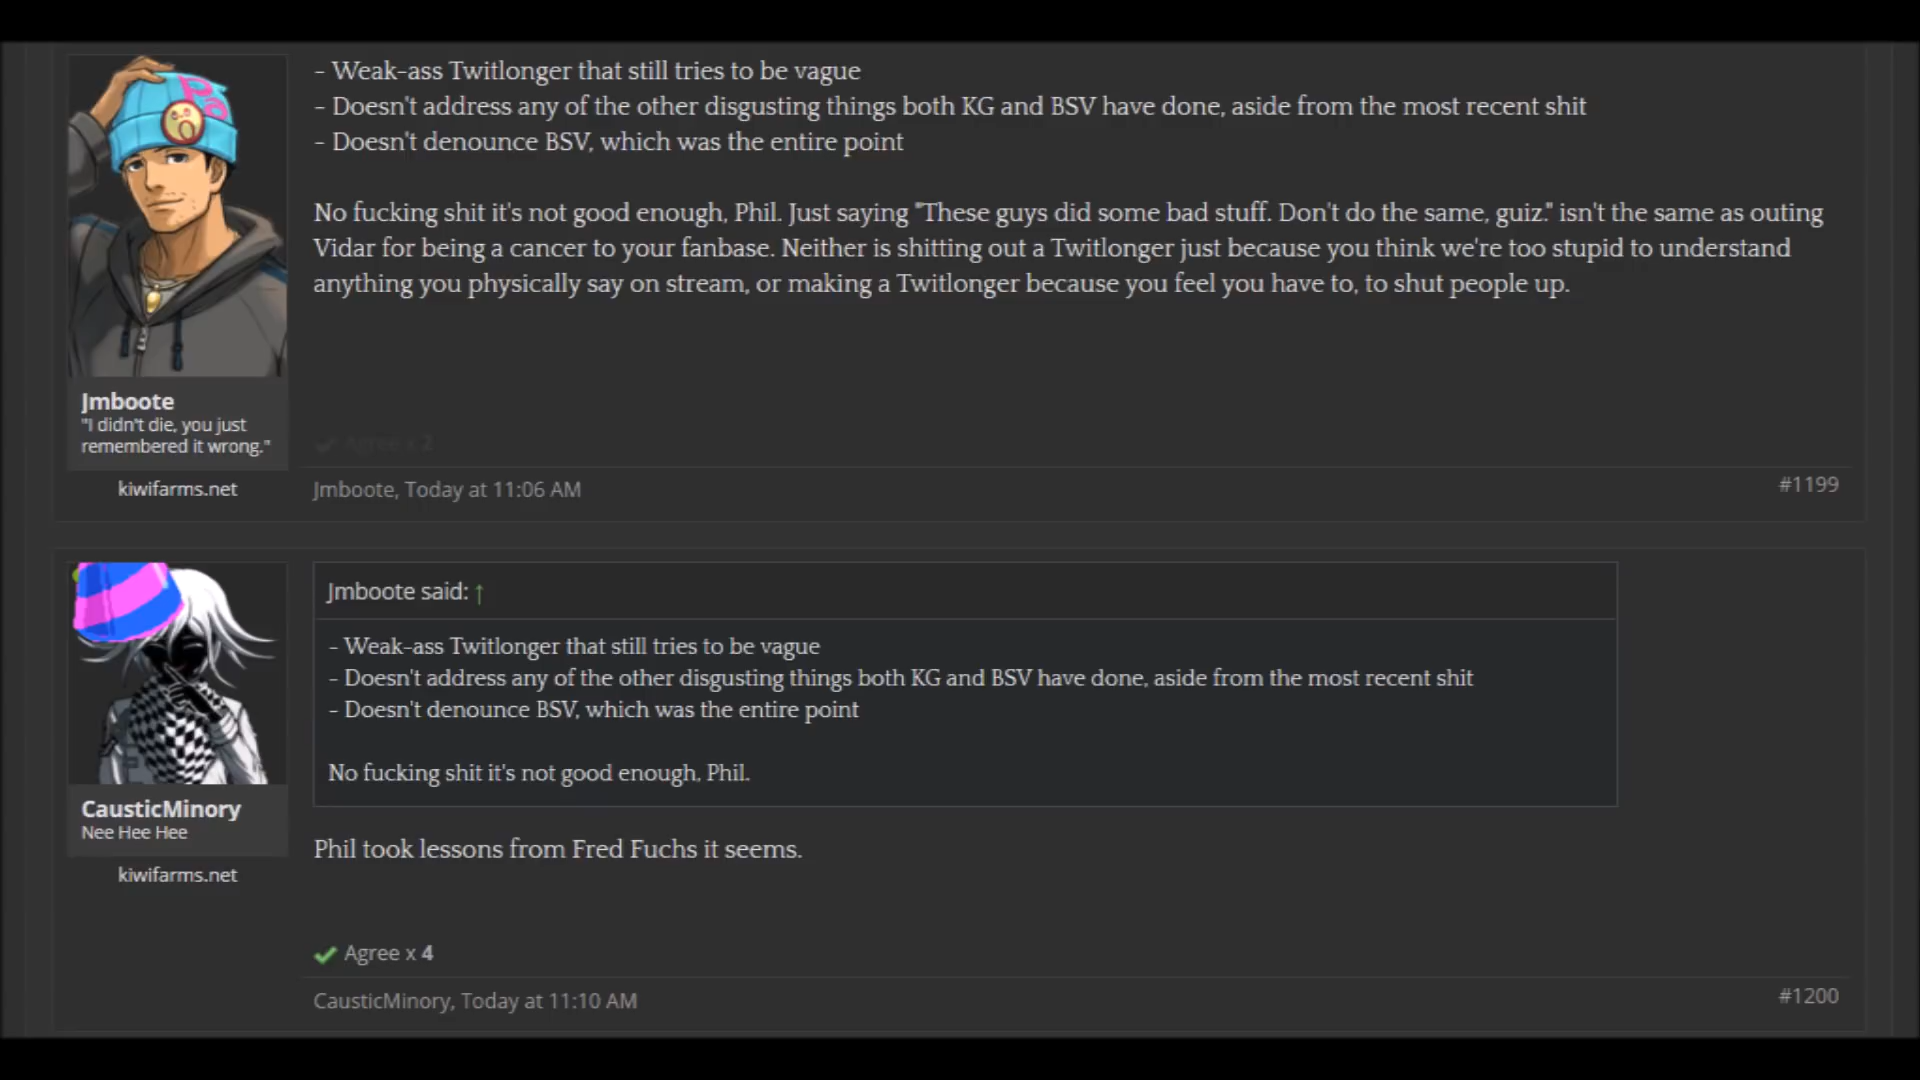 - Weak-ass Twitlonger that still tries to be vague
- Doesn't address any of the other disgusting things both KG and BSV have done, aside from the most recent shit
- Doesn't denounce BSV, which was the entire point
No fucking shit it's not good enough, Phil. Just saying "These guys did some bad stuff. Don't do the same, guiz." isn't the same as outing
Vidar for being a cancer to your fanbase. Neither is shitting out a Twitlonger just because you think we're too stupid to understand
anything you physically say on stream, or making a Twitlonger because you feel you have to, to shut people up.
Jmboote
"I didn't die, you just
remembered it wrong."
kiwifarms.net
Agree x 2
Jmboote, Today at 11:06 AM
#1199
Jmboote said: ↑
- Weak-ass Twitlonger that still tries to be vague
- Doesn't address any of the other disgusting things both KG and BSV have done, aside from the most recent shit
- Doesn't denounce BSV, which was the entire point
No fucking shit it's not good enough, Phil.
CausticMinory
Nee Hee Hee
kiwifarms.net
Phil took lessons from Fred Fuchs it seems.
Agree x 4
CausticMinory, Today at 11:10 AM
#1200